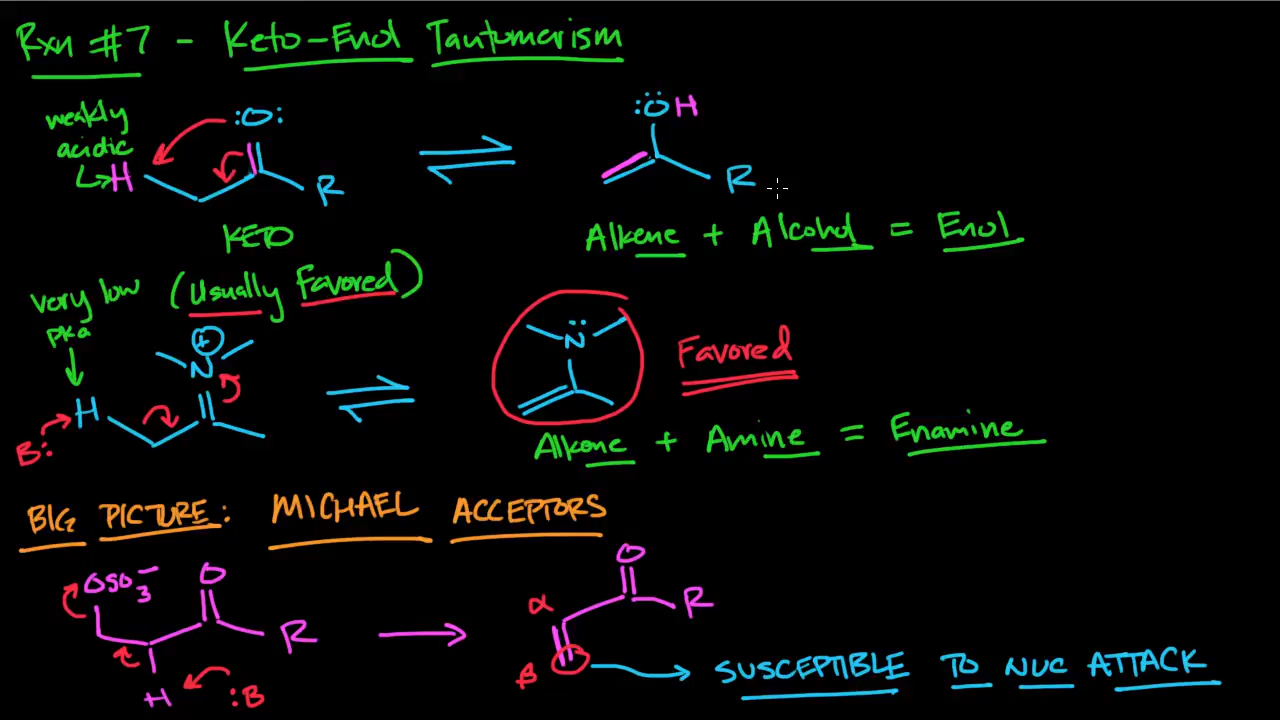 Rxn #7 - Keto-Enol Tautomerism
weakly
acidic
H
:O:
R
KETO
(Usually Favored)
:ÖH
R
Alkene + Alcohol = Enol
very low
pka
H
B:
N
+
N̈
Favored
Alkene + Amine = Enamine
BIG PICTURE: MICHAEL ACCEPTORS
OSO3-
O
R
H
:B
O
R
α
β
SUSCEPTIBLE TO NUC ATTACK